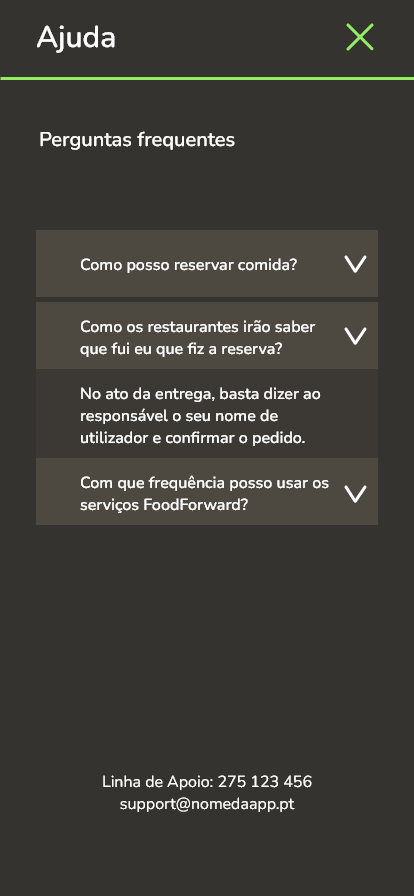 Ajuda
Perguntas frequentes
Como posso reservar comida?
Como os restaurantes irão saber
que fui eu que fiz a reserva?
No ato da entrega, basta dizer ao
responsável o seu nome de
utilizador e confirmar o pedido.
Com que frequência posso usar os
serviços FoodForward?
Linha de Apoio: 275 123 456
support@nomedaapp.pt